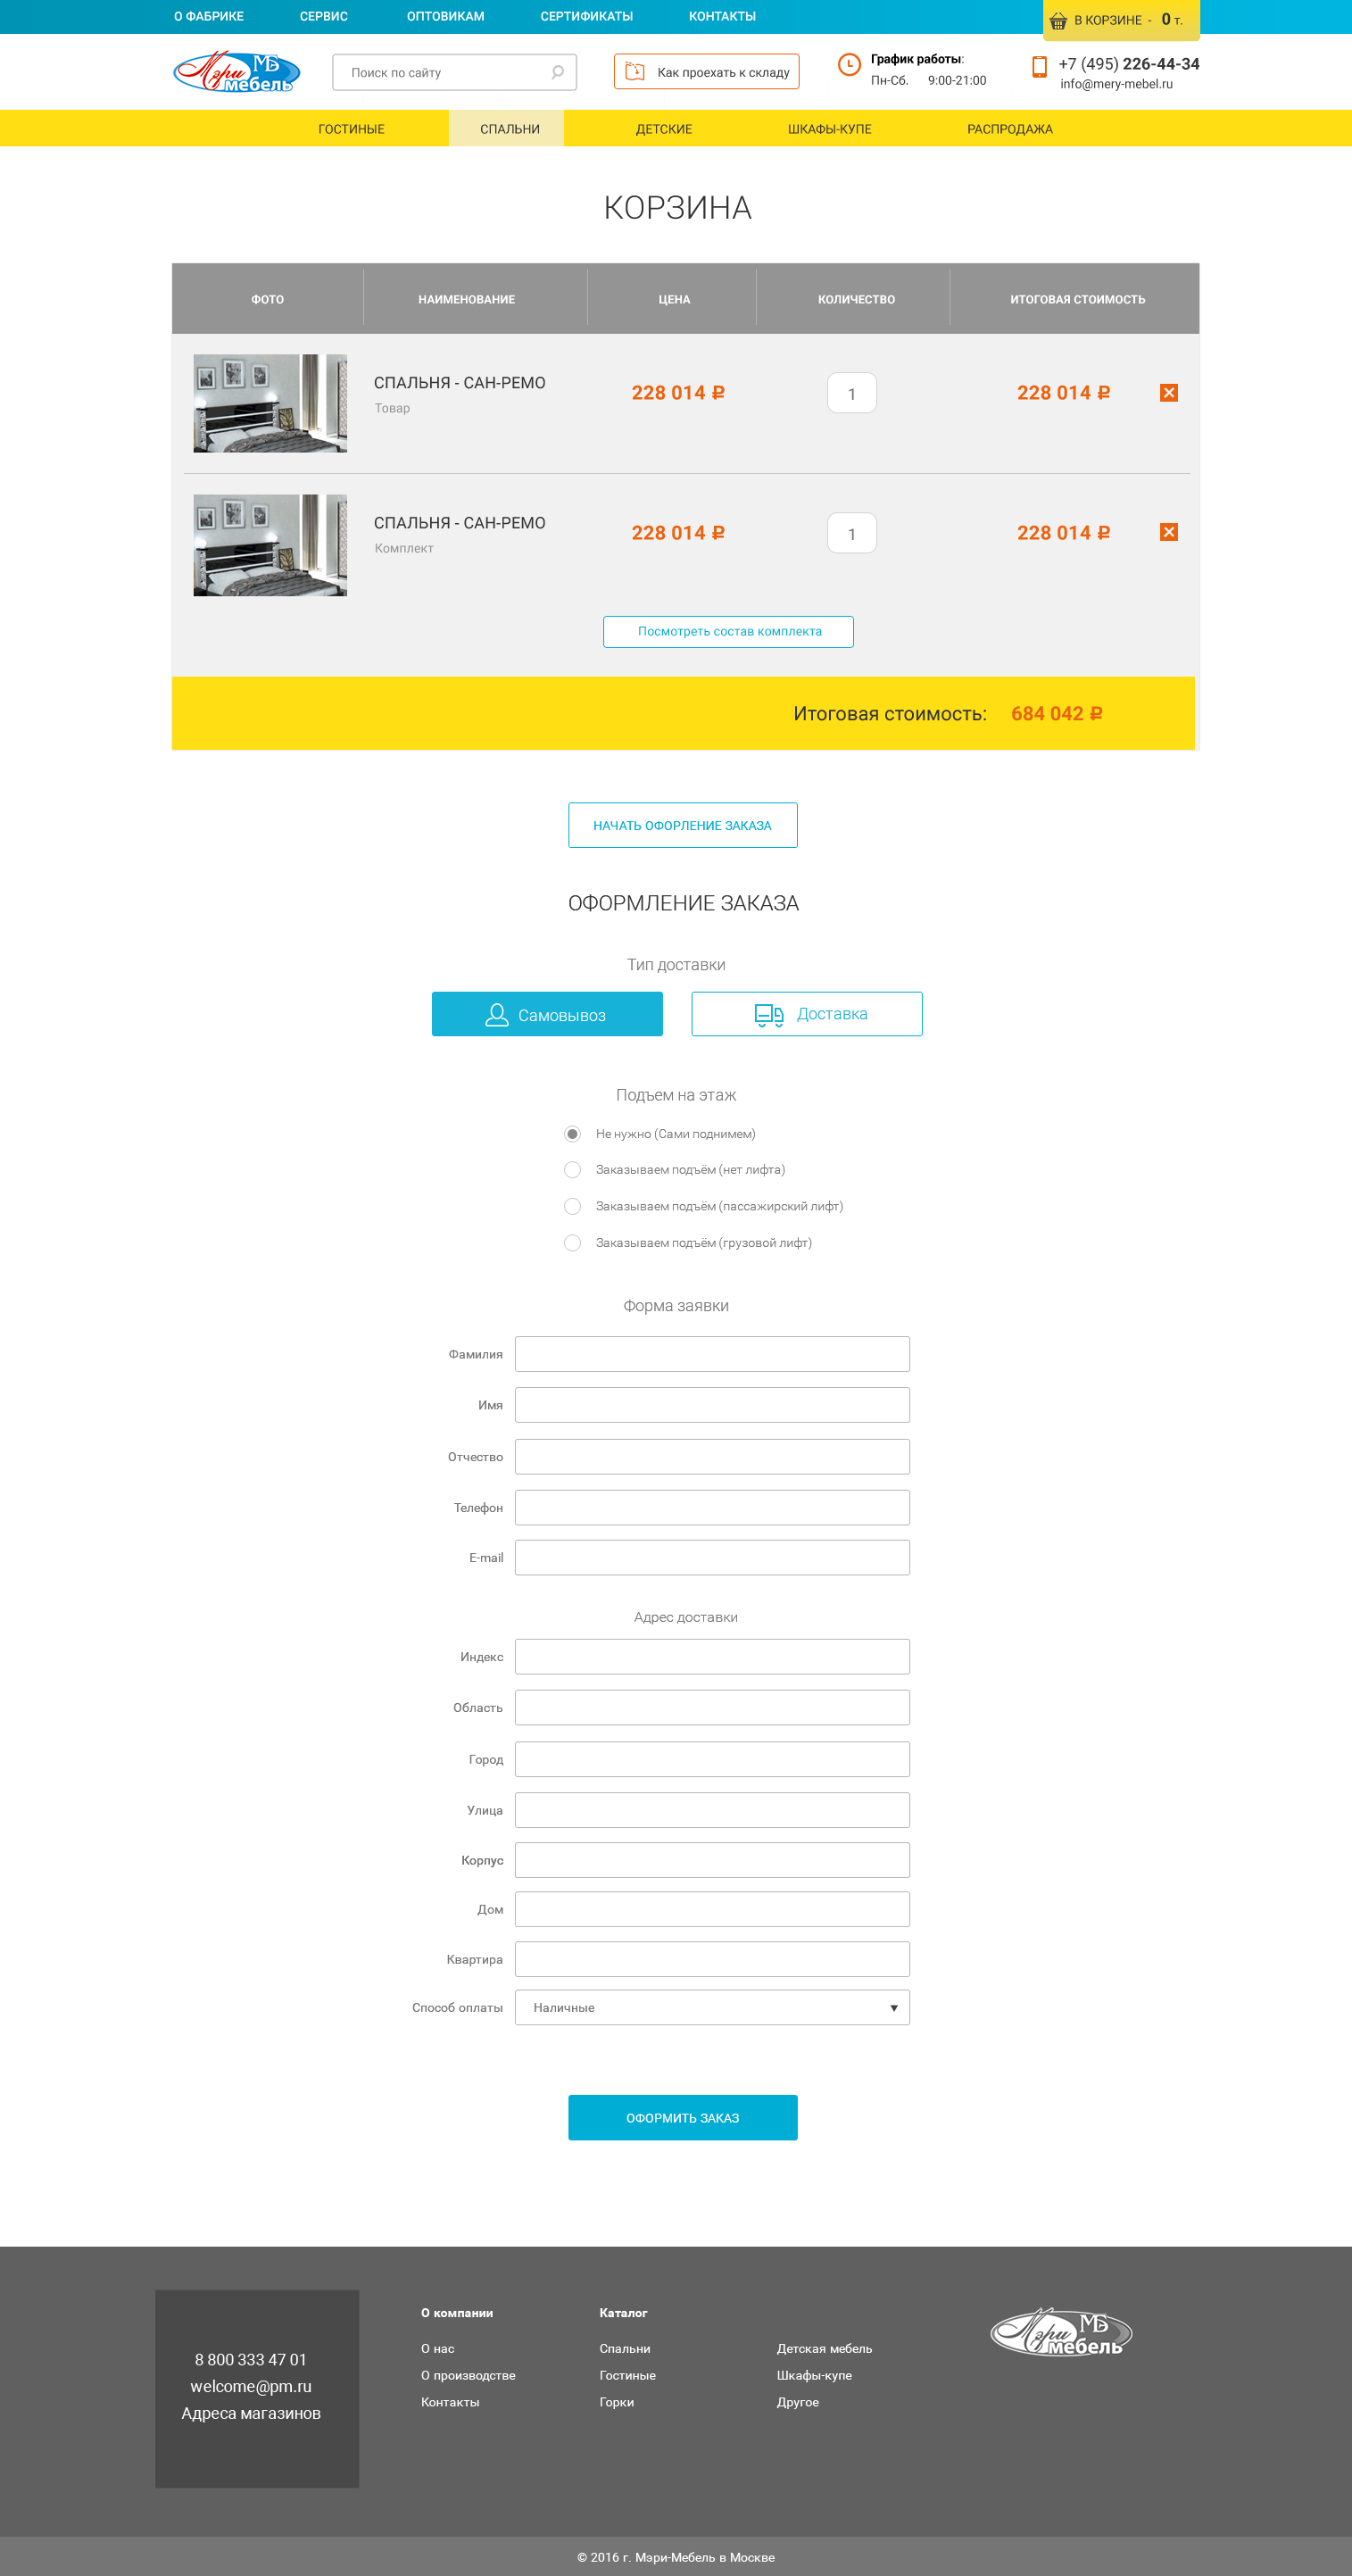 О ФАБРИКЕ СЕРВИС ОПТОВИКАМ СЕРТИФИКАТЫ КОНТАКТЫ В КОРЗИНЕ - 0 т.
Мэри МБ мебель
Поиск по сайту
Как проехать к складу
График работы:
Пн-Сб. 9:00-21:00
+7 (495) 226-44-34
info@mery-mebel.ru
ГОСТИНЫЕ СПАЛЬНИ ДЕТСКИЕ ШКАФЫ-КУПЕ РАСПРОДАЖА
КОРЗИНА
ФОТО НАИМЕНОВАНИЕ ЦЕНА КОЛИЧЕСТВО ИТОГОВАЯ СТОИМОСТЬ
СПАЛЬНЯ - САН-РЕМО 228 014 ₽ 1 228 014 ₽
Товар
СПАЛЬНЯ - САН-РЕМО 228 014 ₽ 1 228 014 ₽
Комплект
Посмотреть состав комплекта
Итоговая стоимость: 684 042 ₽
НАЧАТЬ ОФОРЛЕНИЕ ЗАКАЗА
ОФОРМЛЕНИЕ ЗАКАЗА
Тип доставки
Самовывоз Доставка
Подъем на этаж
Не нужно (Сами поднимем)
Заказываем подъём (нет лифта)
Заказываем подъём (пассажирский лифт)
Заказываем подъём (грузовой лифт)
Форма заявки
Фамилия
Имя
Отчество
Телефон
E-mail
Адрес доставки
Индекс
Область
Город
Улица
Корпус
Дом
Квартира
Способ оплаты Наличные
ОФОРМИТЬ ЗАКАЗ
8 800 333 47 01
welcome@pm.ru
Адреса магазинов
О компании
О нас
О производстве
Контакты
Каталог
Спальни
Гостиные
Горки
Детская мебель
Шкафы-купе
Другое
Мэри МБ мебель
© 2016 г. Мэри-Мебель в Москве